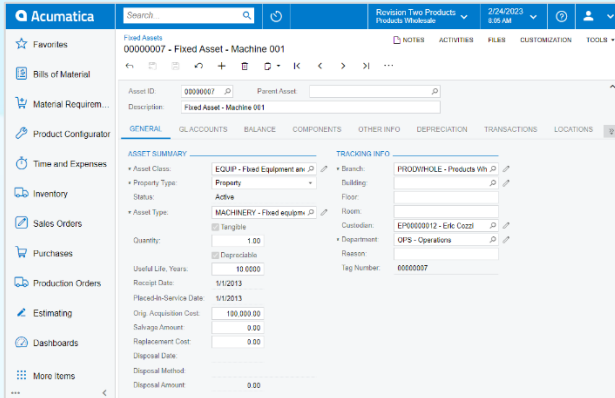 Acumatica
Search...
Revision Two Products
Products Wholesale
2/24/2023
8:05 AM
Favorites
Bills of Material
Material Requirem...
Product Configurator
Time and Expenses
Inventory
Sales Orders
Purchases
Production Orders
Estimating
Dashboards
More Items
Fixed Assets
00000007 - Fixed Asset - Machine 001
NOTES ACTIVITIES FILES CUSTOMIZATION TOOLS
Asset ID: 00000007 Parent Asset:
Description: Fixed Asset - Machine 001
GENERAL GL ACCOUNTS BALANCE COMPONENTS OTHER INFO DEPRECIATION TRANSACTIONS LOCATIONS
ASSET SUMMARY
* Asset Class: EQUIP - Fixed Equipment and
* Property Type: Property
Status: Active
* Asset Type: MACHINERY - Fixed equipme
Tangible
Quantity: 1.00
Depreciable
Useful Life, Years: 10.0000
Receipt Date: 1/1/2013
Placed-in-Service Date: 1/1/2013
Orig. Acquisition Cost: 100,000.00
Salvage Amount: 0.00
Replacement Cost: 0.00
Disposal Date:
Disposal Method:
Disposal Amount: 0.00
TRACKING INFO
* Branch: PRODWHOLE - Products Wh
Building:
Floor:
Room:
Custodian: EP00000012 - Eric Cozzi
* Department: OPS - Operations
Reason:
Tag Number: 00000007